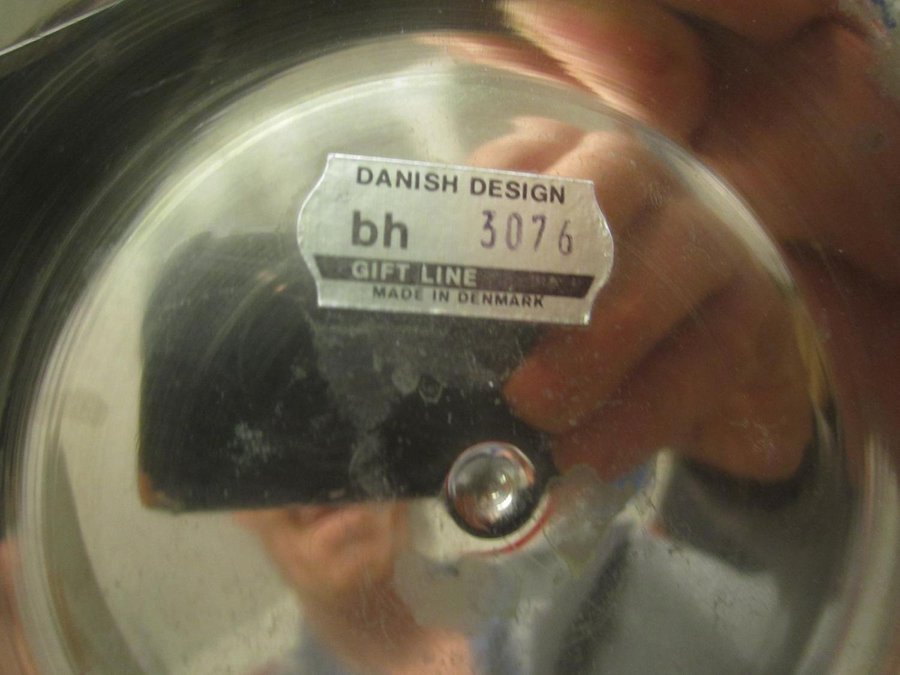 DANISH DESIGN
bh 3076
GIFT LINE
MADE IN DENMARK